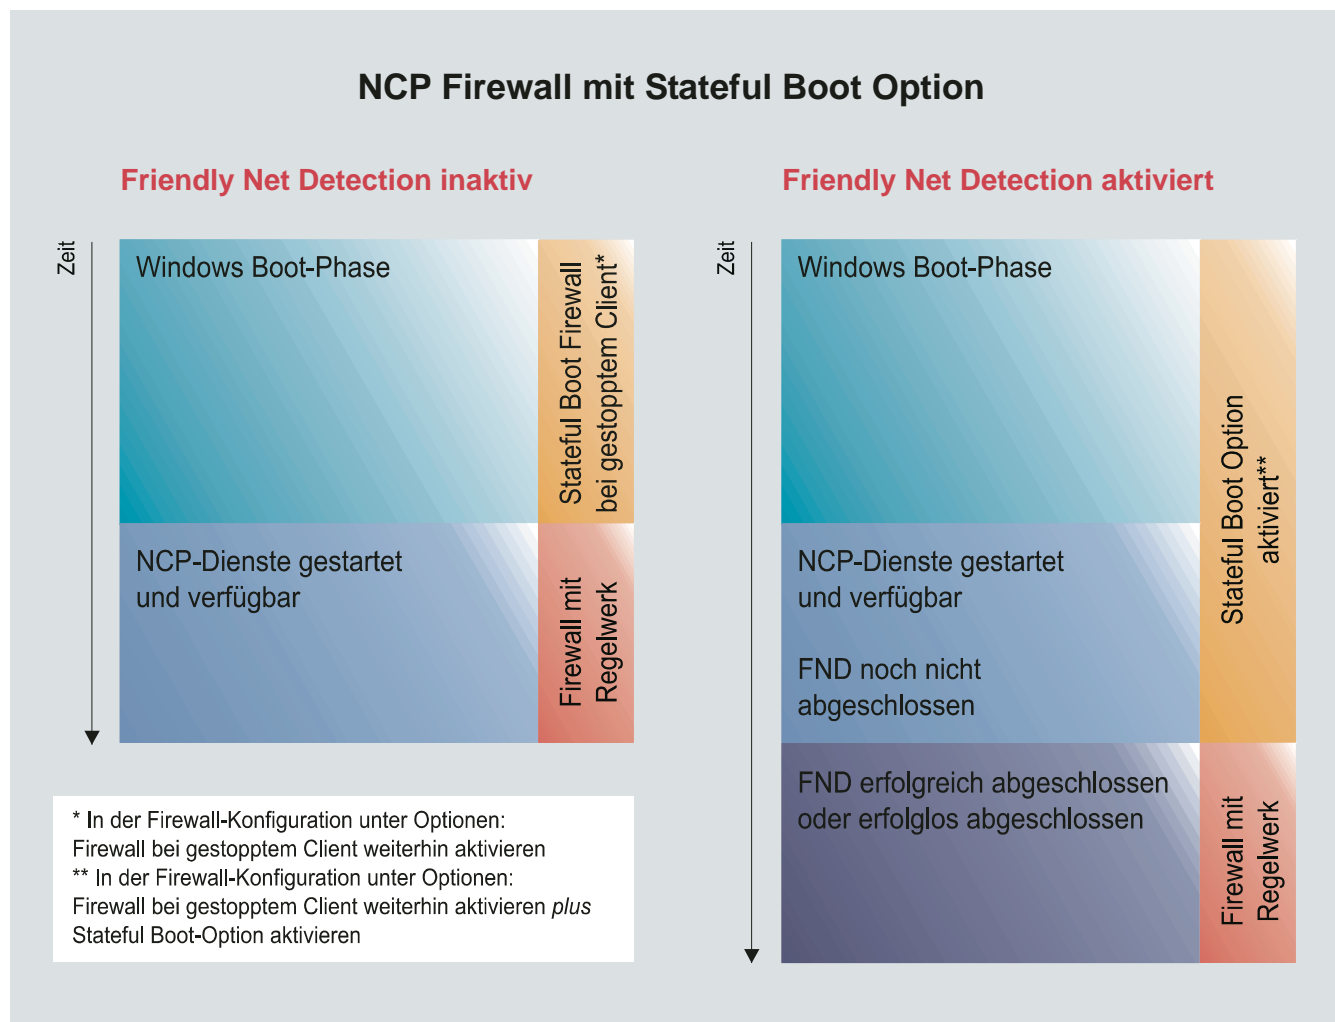 NCP Firewall mit Stateful Boot Option
Friendly Net Detection inaktiv
Zeit
Windows Boot-Phase
Stateful Boot Firewall
bei gestopptem Client*
NCP-Dienste gestartet
und verfügbar
Firewall mit
Regelwerk
* In der Firewall-Konfiguration unter Optionen:
Firewall bei gestopptem Client weiterhin aktivieren
** In der Firewall-Konfiguration unter Optionen:
Firewall bei gestopptem Client weiterhin aktivieren plus
Stateful Boot-Option aktivieren
Friendly Net Detection aktiviert
Zeit
Windows Boot-Phase
Stateful Boot Option
aktiviert**
NCP-Dienste gestartet
und verfügbar
FND noch nicht
abgeschlossen
FND erfolgreich abgeschlossen
oder erfolglos abgeschlossen
Firewall mit
Regelwerk